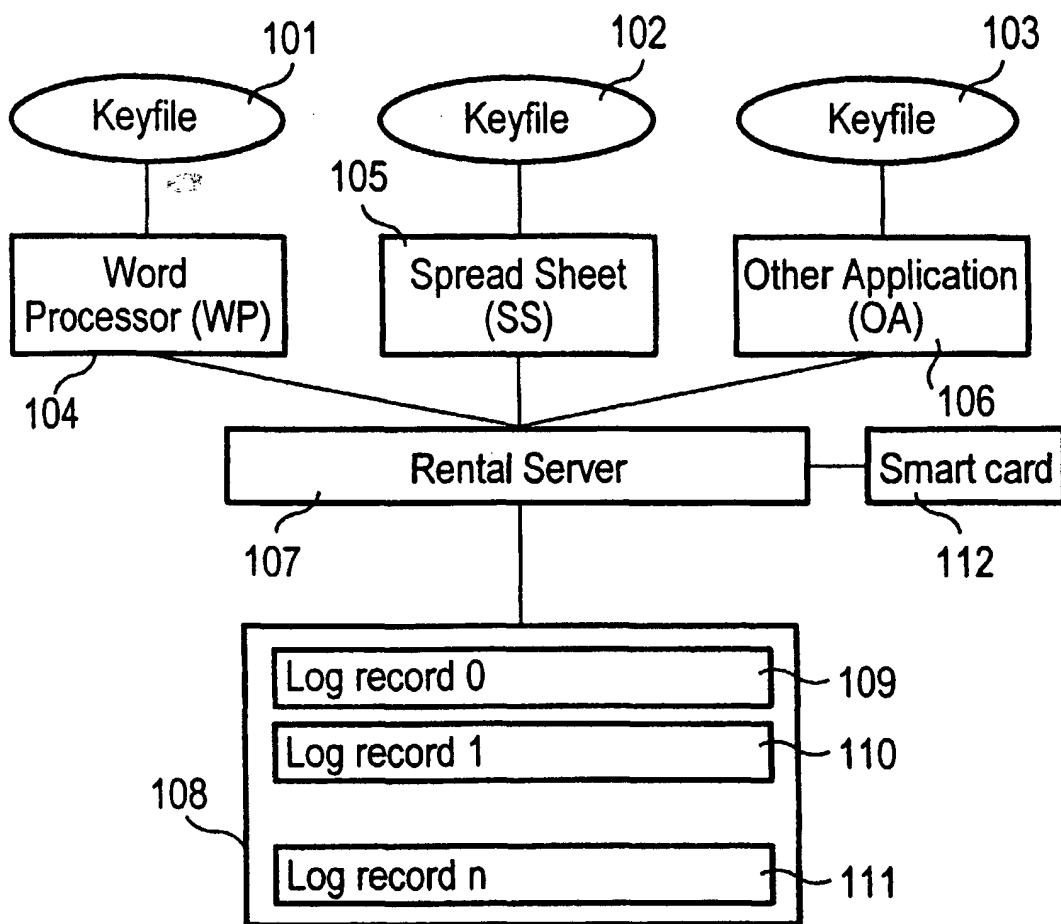 101
102
103
Keyfile
Keyfile
Keyfile
105
Word
Processor (WP)
Spread Sheet
(SS)
Other Application
(OA)
104
106
Rental Server
Smart card
107
112
Log record 0
109
Log record 1
110
108
Log record n
111